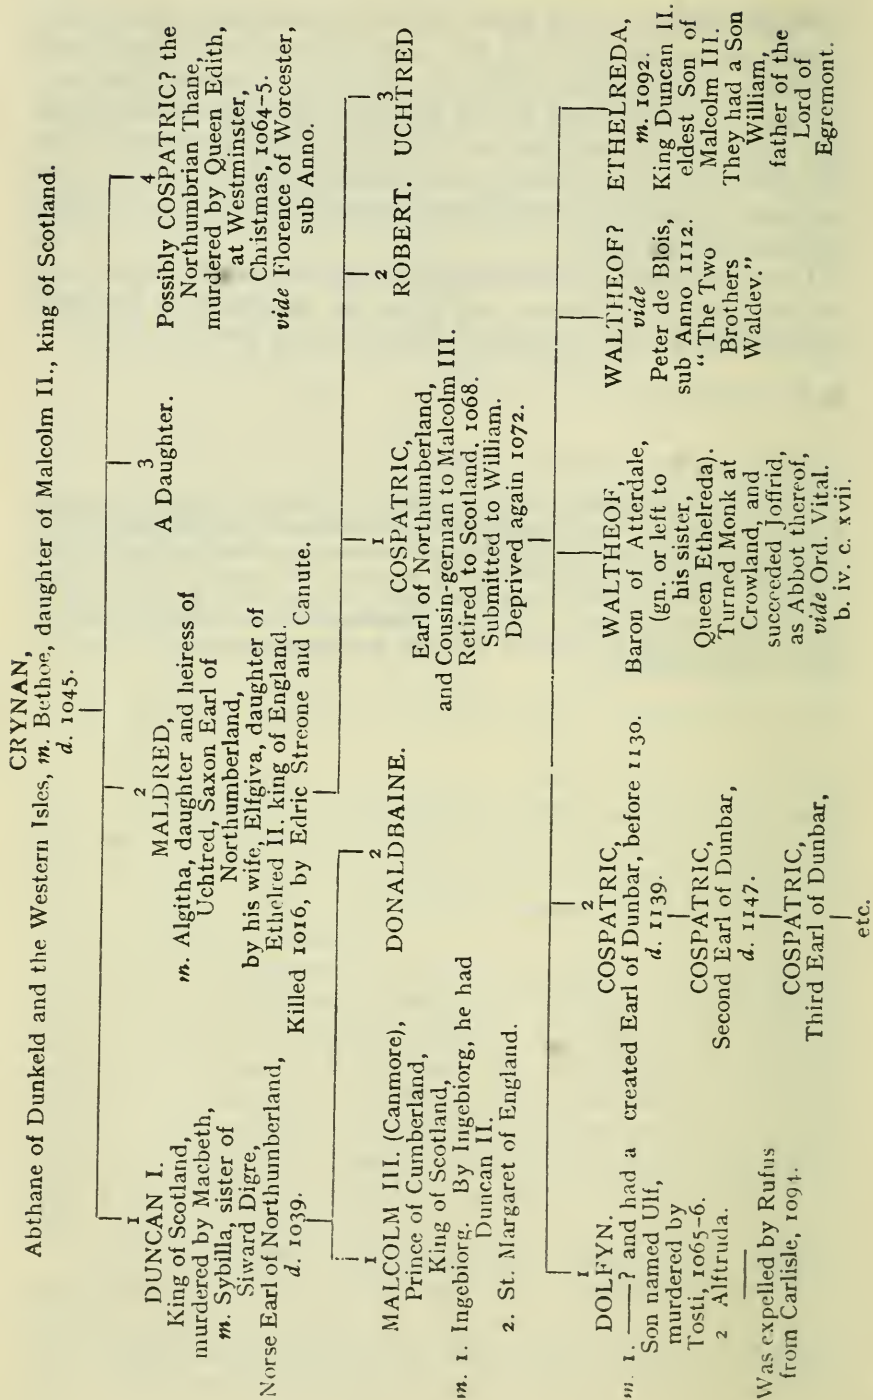 CRYNAN,
Abthane of Dunkeld and the Western Isles, m. Bethoe, daughter of Malcolm II., king of Scotland.
d. 1045.
1
DUNCAN I.
King of Scotland,
murdered by Macbeth,
m. Sybilla, sister of
Siward Digre,
Norse Earl of Northumberland,
d. 1039.
2
MALDRED,
m. Algitha, daughter and heiress of
Uchtred, Saxon Earl of
Northumberland,
by his wife, Elfgiva, daughter of
Ethelred II. king of England.
Killed 1016, by Edric Streone and Canute.
3
A Daughter.
4
Possibly COSPATRIC? the
Northumbrian Thane,
murdered by Queen Edith,
at Westminster,
Christmas, 1064-5.
vide Florence of Worcester,
sub Anno.
1
MALCOLM III. (Canmore),
Prince of Cumberland,
King of Scotland,
m. 1. Ingebiorg. By Ingebiorg, he had
Duncan II.
2. St. Margaret of England.
2
DONALDBAINE.
1
COSPATRIC,
Earl of Northumberland,
and Cousin-german to Malcolm III.
Retired to Scotland, 1068.
Submitted to William.
Deprived again 1072.
2
ROBERT.
3
UCHTRED
1
DOLFYN.
m. 1. ——? and had a
Son named Ulf,
murdered by
Tosti, 1065-6.
2 Alftruda.
Was expelled by Rufus
from Carlisle, 1091.
2
COSPATRIC,
created Earl of Dunbar, before 1130.
d. 1139.
COSPATRIC,
Second Earl of Dunbar,
d. 1147.
COSPATRIC,
Third Earl of Dunbar,
etc.
WALTHEOF,
Baron of Atterdale,
(gn. or left to
his sister,
Queen Ethelreda).
Turned Monk at
Crowland, and
succeeded Joffrid,
as Abbot thereof,
vide Ord. Vital.
b. iv. c. xvii.
WALTHEOF?
vide
Peter de Blois,
sub Anno 1112.
"The Two
Brothers
Waldev."
ETHELREDA,
m. 1092.
King Duncan II.
eldest Son of
Malcolm III.
They had a Son
William,
father of the
Lord of
Egremont.